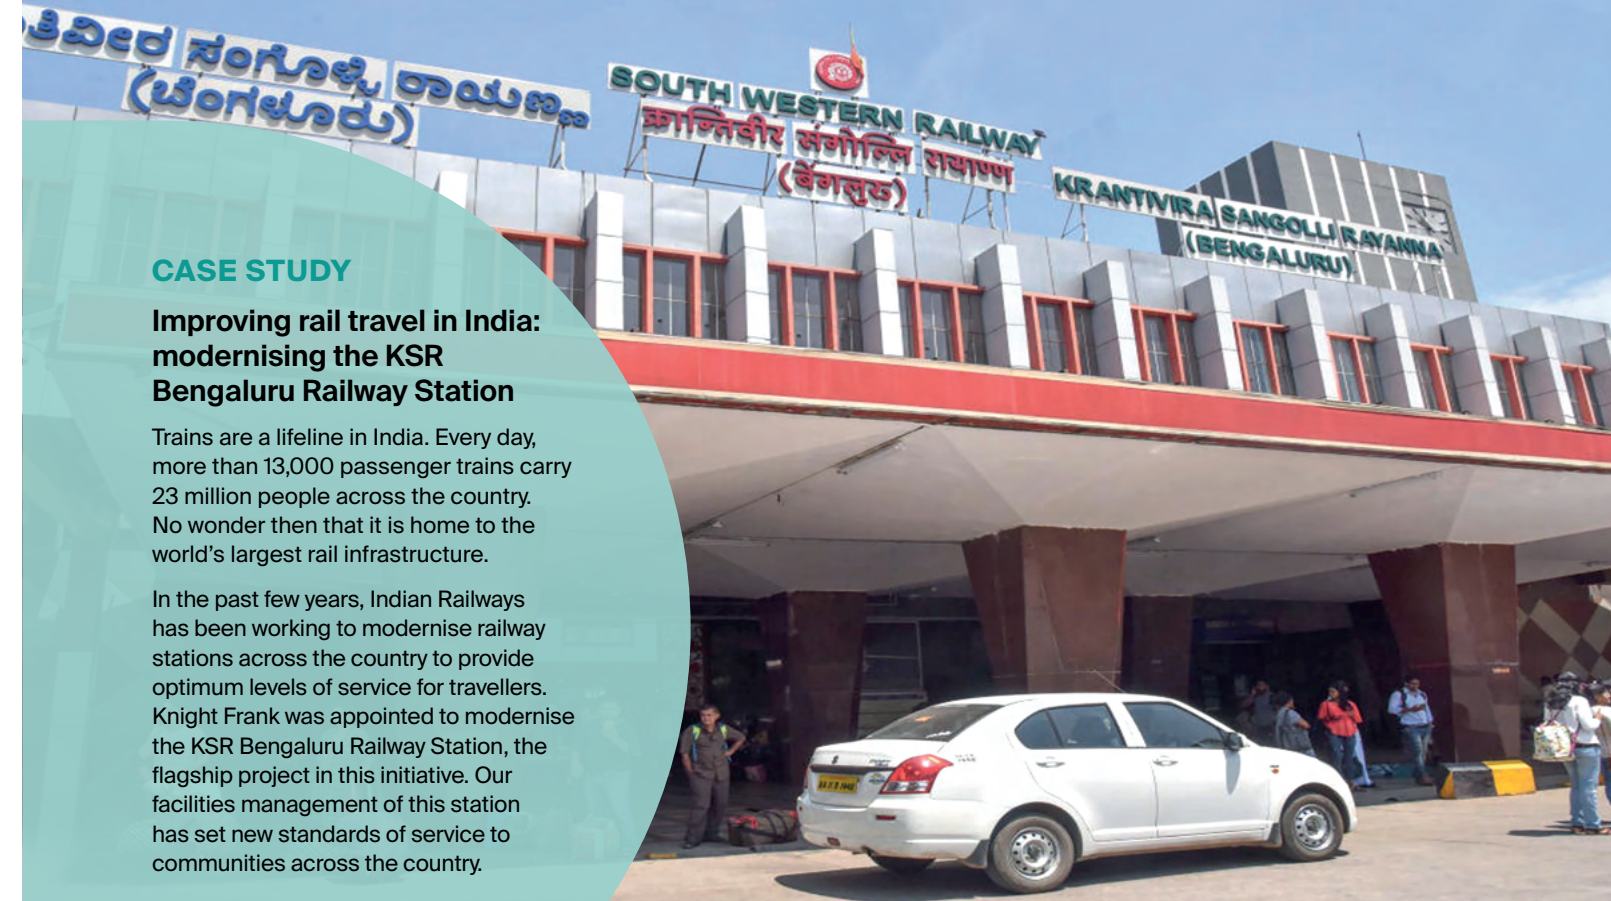 ಸಂಗೊಳ್ಳಿ ರಾಯಣ್ಣ
(ಬೆಂಗಳೂರು)
SOUTH WESTERN RAILWAY
क्रान्तिवीर संगोल्लि रायाण्ण
(बेंगलुरु)
KRANTIVIRA SANGOLLI RAYANNA
(BENGALURU)
CASE STUDY
Improving rail travel in India:
modernising the KSR
Bengaluru Railway Station
Trains are a lifeline in India. Every day,
more than 13,000 passenger trains carry
23 million people across the country.
No wonder then that it is home to the
world’s largest rail infrastructure.
In the past few years, Indian Railways
has been working to modernise railway
stations across the country to provide
optimum levels of service for travellers.
Knight Frank was appointed to modernise
the KSR Bengaluru Railway Station, the
flagship project in this initiative. Our
facilities management of this station
has set new standards of service to
communities across the country.